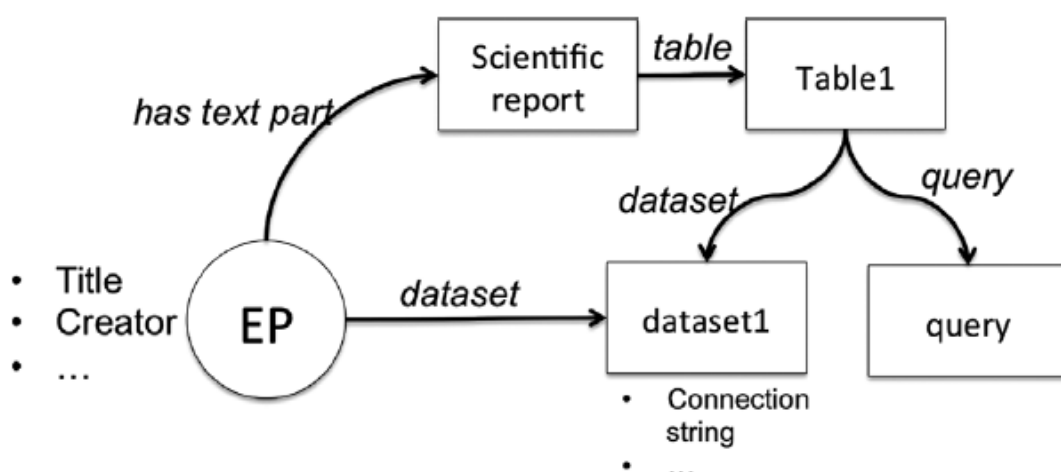 Scientific
report
table
Table1
has text part
dataset
query
• Title
• Creator
• ...
EP
dataset
dataset1
query
• Connection
string
• ...